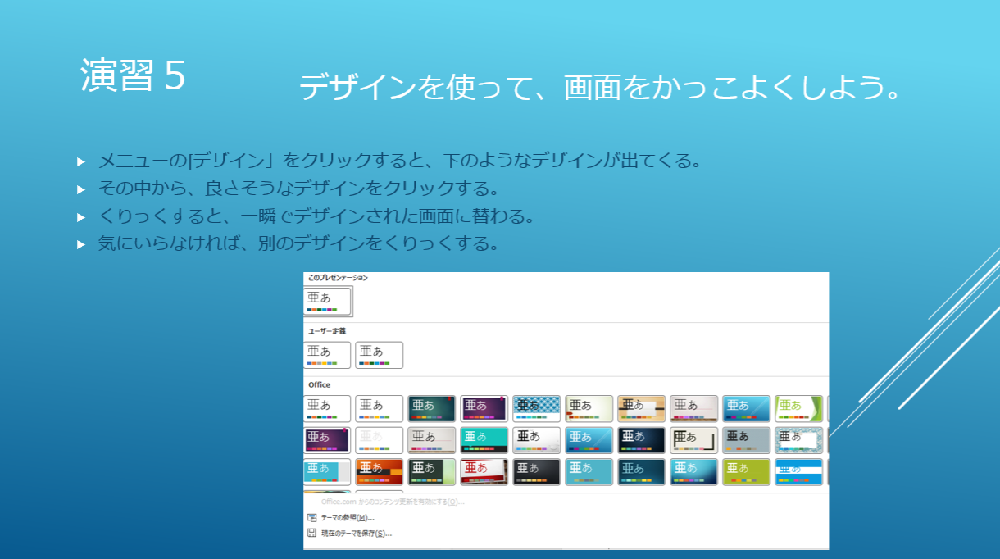 演習５
デザインを使って、画面をかっこよくしよう。
メニューの[デザイン」をクリックすると、下のようなデザインが出てくる。
その中から、良さそうなデザインをクリックする。
くりっくすると、一瞬でデザインされた画面に替わる。
気にいらなければ、別のデザインをくりっくする。
このプレゼンテーション
亜あ
ユーザー定義
亜あ 亜あ
Office
亜あ 亜あ 亜あ 亜あ 亜あ 亜あ 亜あ 亜あ 亜あ 亜あ
亜あ 亜あ 亜あ 亜あ 亜あ 亜あ 亜あ 亜あ 亜あ 亜あ
亜あ 亜あ 亜あ 亜あ 亜あ 亜あ 亜あ 亜あ 亜あ 亜あ
Office.com からのコンテンツ更新を有効にする(O)...
テーマの参照(M)...
現在のテーマを保存(S)...